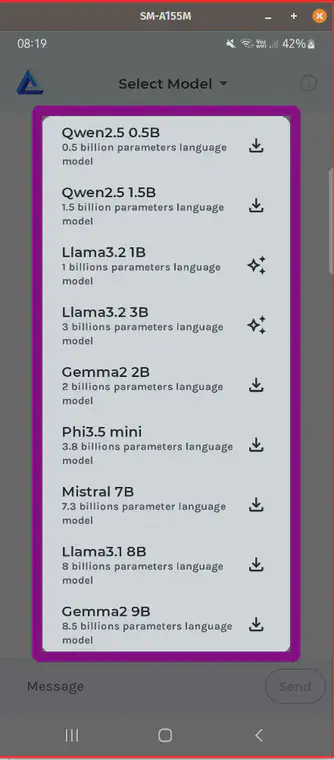 SM-A155M
08:19
42%
Select Model
Qwen2.5 0.5B
0.5 billion parameters language
model
Qwen2.5 1.5B
1.5 billion parameters language
model
Llama3.2 1B
1 billions parameters language
model
Llama3.2 3B
3 billions parameters language
model
Gemma2 2B
2 billions parameters language
model
Phi3.5 mini
3.8 billions parameters language
model
Mistral 7B
7.3 billions parameter language
model
Llama3.1 8B
8 billions parameters language
model
Gemma2 9B
8.5 billions parameters language
model
Message
Send